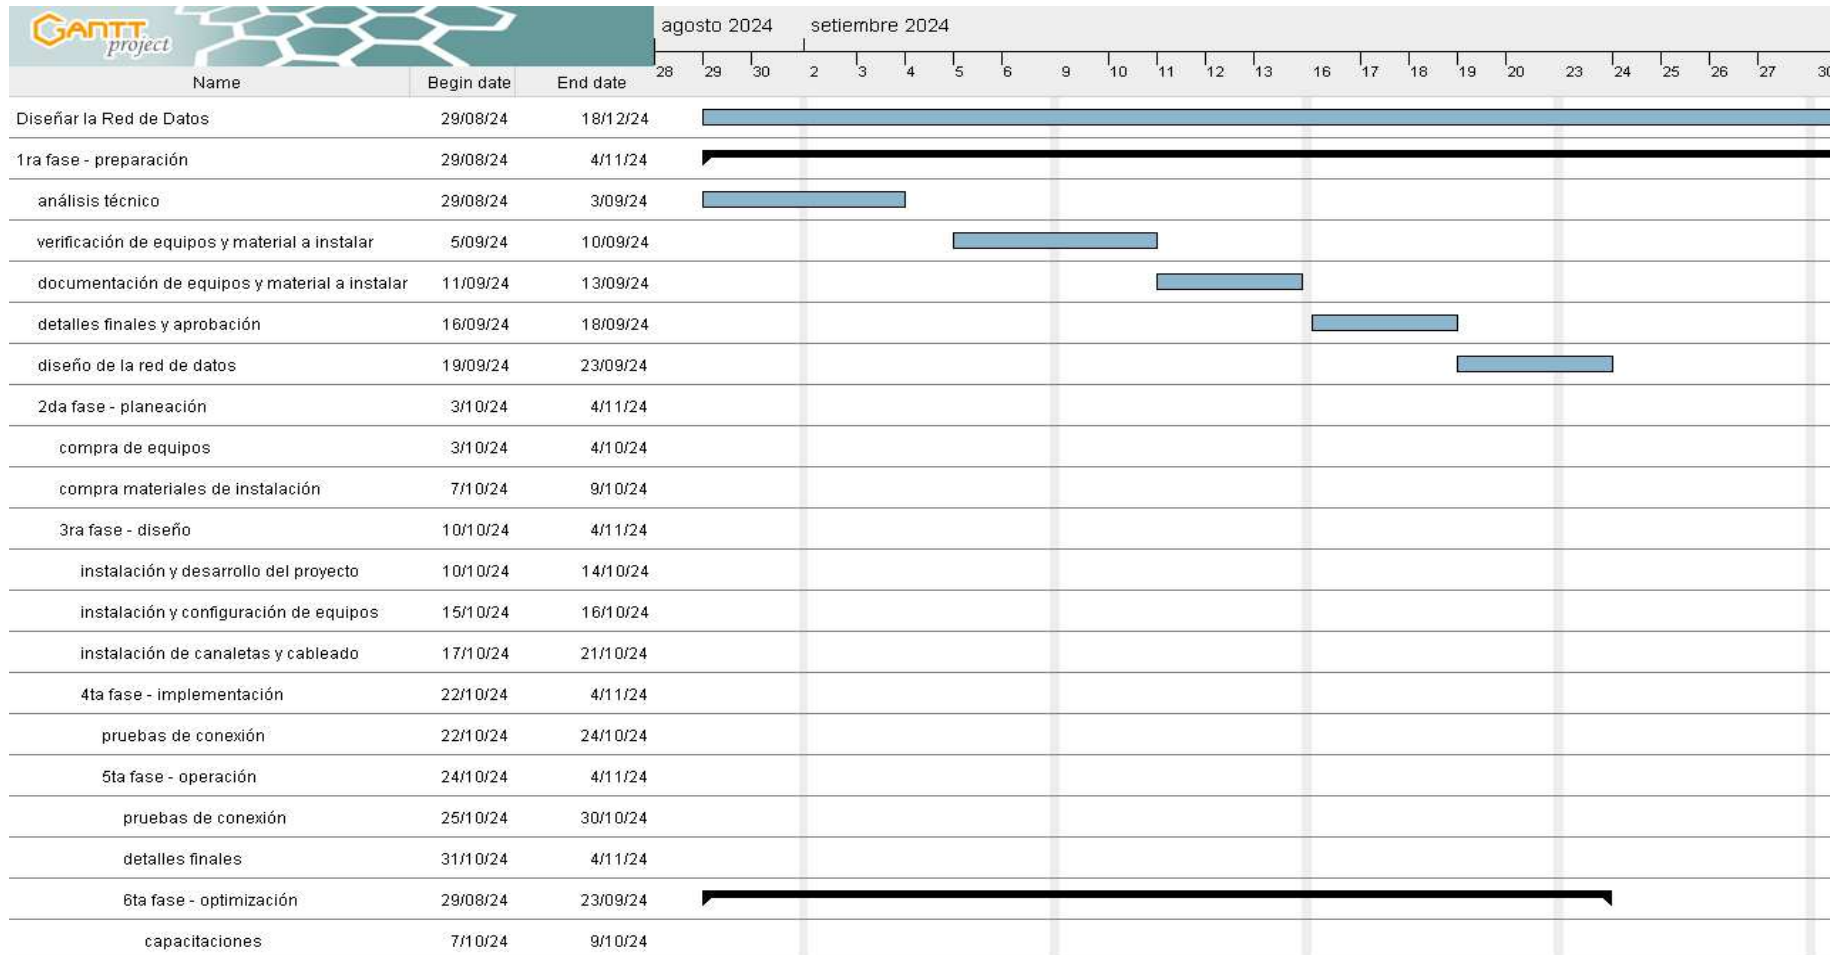 GANTT project
agosto 2024 setiembre 2024
Name Begin date End date 28 29 30 2 3 4 5 6 9 10 11 12 13 16 17 18 19 20 23 24 25 26 27 30
Diseñar la Red de Datos 29/08/24 18/12/24
1ra fase - preparación 29/08/24 4/11/24
análisis técnico 29/08/24 3/09/24
verificación de equipos y material a instalar 5/09/24 10/09/24
documentación de equipos y material a instalar 11/09/24 13/09/24
detalles finales y aprobación 16/09/24 18/09/24
diseño de la red de datos 19/09/24 23/09/24
2da fase - planeación 3/10/24 4/11/24
compra de equipos 3/10/24 4/10/24
compra materiales de instalación 7/10/24 9/10/24
3ra fase - diseño 10/10/24 4/11/24
instalación y desarrollo del proyecto 10/10/24 14/10/24
instalación y configuración de equipos 15/10/24 16/10/24
instalación de canaletas y cableado 17/10/24 21/10/24
4ta fase - implementación 22/10/24 4/11/24
pruebas de conexión 22/10/24 24/10/24
5ta fase - operación 24/10/24 4/11/24
pruebas de conexión 25/10/24 30/10/24
detalles finales 31/10/24 4/11/24
6ta fase - optimización 29/08/24 23/09/24
capacitaciones 7/10/24 9/10/24